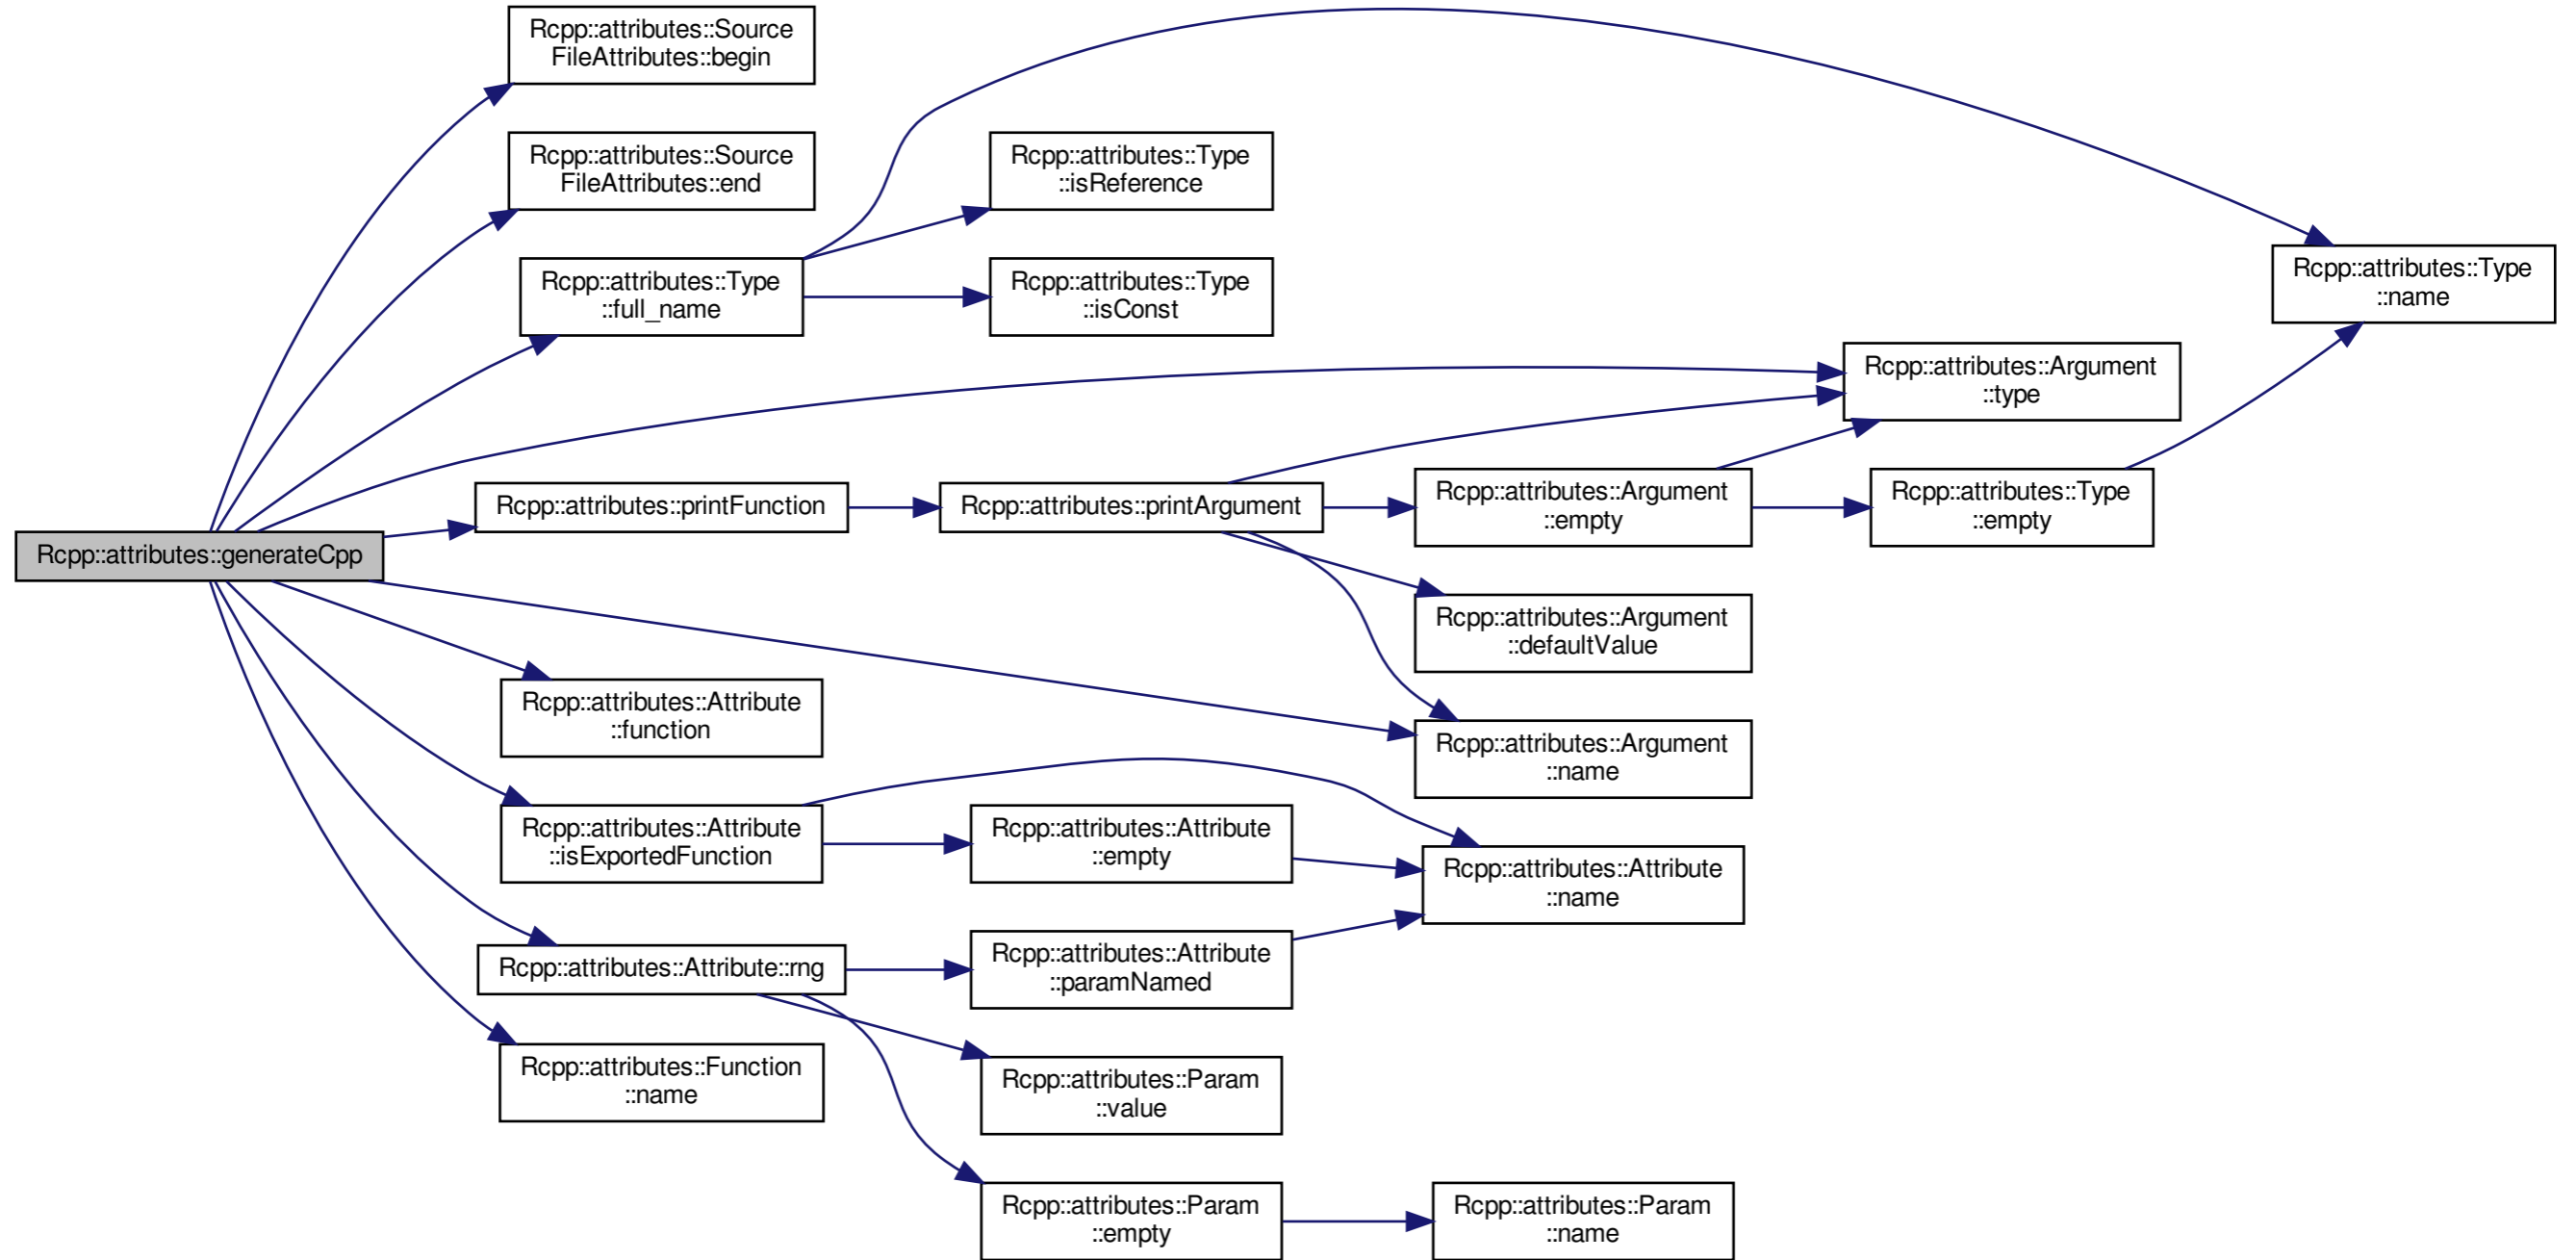 Rcpp::attributes::Source
FileAttributes::begin
Rcpp::attributes::Source
FileAttributes::end
Rcpp::attributes::Type
::isReference
Rcpp::attributes::Type
::full_name
Rcpp::attributes::Type
::isConst
Rcpp::attributes::Type
::name
Rcpp::attributes::Argument
::type
Rcpp::attributes::printFunction
Rcpp::attributes::printArgument
Rcpp::attributes::Argument
::empty
Rcpp::attributes::Type
::empty
Rcpp::attributes::generateCpp
Rcpp::attributes::Argument
::defaultValue
Rcpp::attributes::Attribute
::function
Rcpp::attributes::Argument
::name
Rcpp::attributes::Attribute
::isExportedFunction
Rcpp::attributes::Attribute
::empty
Rcpp::attributes::Attribute
::name
Rcpp::attributes::Attribute::rng
Rcpp::attributes::Attribute
::paramNamed
Rcpp::attributes::Function
::name
Rcpp::attributes::Param
::value
Rcpp::attributes::Param
::empty
Rcpp::attributes::Param
::name